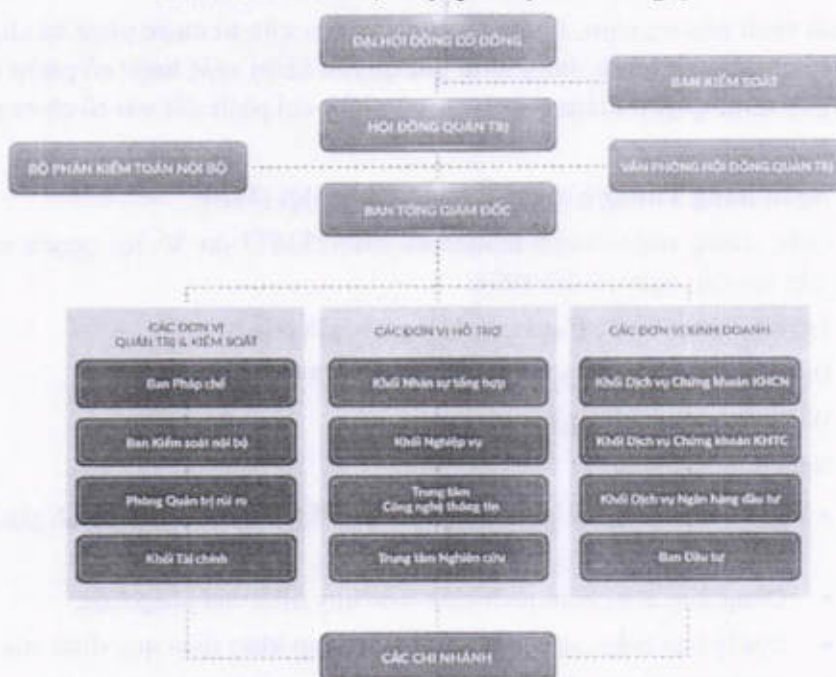 ĐẠI HỘI ĐỒNG CỔ ĐÔNG
BAN KIỂM SOÁT
HỘI ĐỒNG QUẢN TRỊ
BỘ PHẬN KIỂM TOÁN NỘI BỘ
VĂN PHÒNG HỘI ĐỒNG QUẢN TRỊ
BAN TỔNG GIÁM ĐỐC
CÁC ĐƠN VỊ
QUẢN TRỊ & KIỂM SOÁT
Ban Pháp chế
Ban Kiểm soát nội bộ
Phòng Quản trị rủi ro
Khối Tài chính
CÁC ĐƠN VỊ HỖ TRỢ
Khối Nhân sự tổng hợp
Khối Nghiệp vụ
Trung tâm
Công nghệ thông tin
Trung tâm Nghiên cứu
CÁC ĐƠN VỊ KINH DOANH
Khối Dịch vụ Chứng khoán KHCN
Khối Dịch vụ Chứng khoán KHTC
Khối Dịch vụ Ngân hàng đầu tư
Ban Đầu tư
CÁC CHI NHÁNH